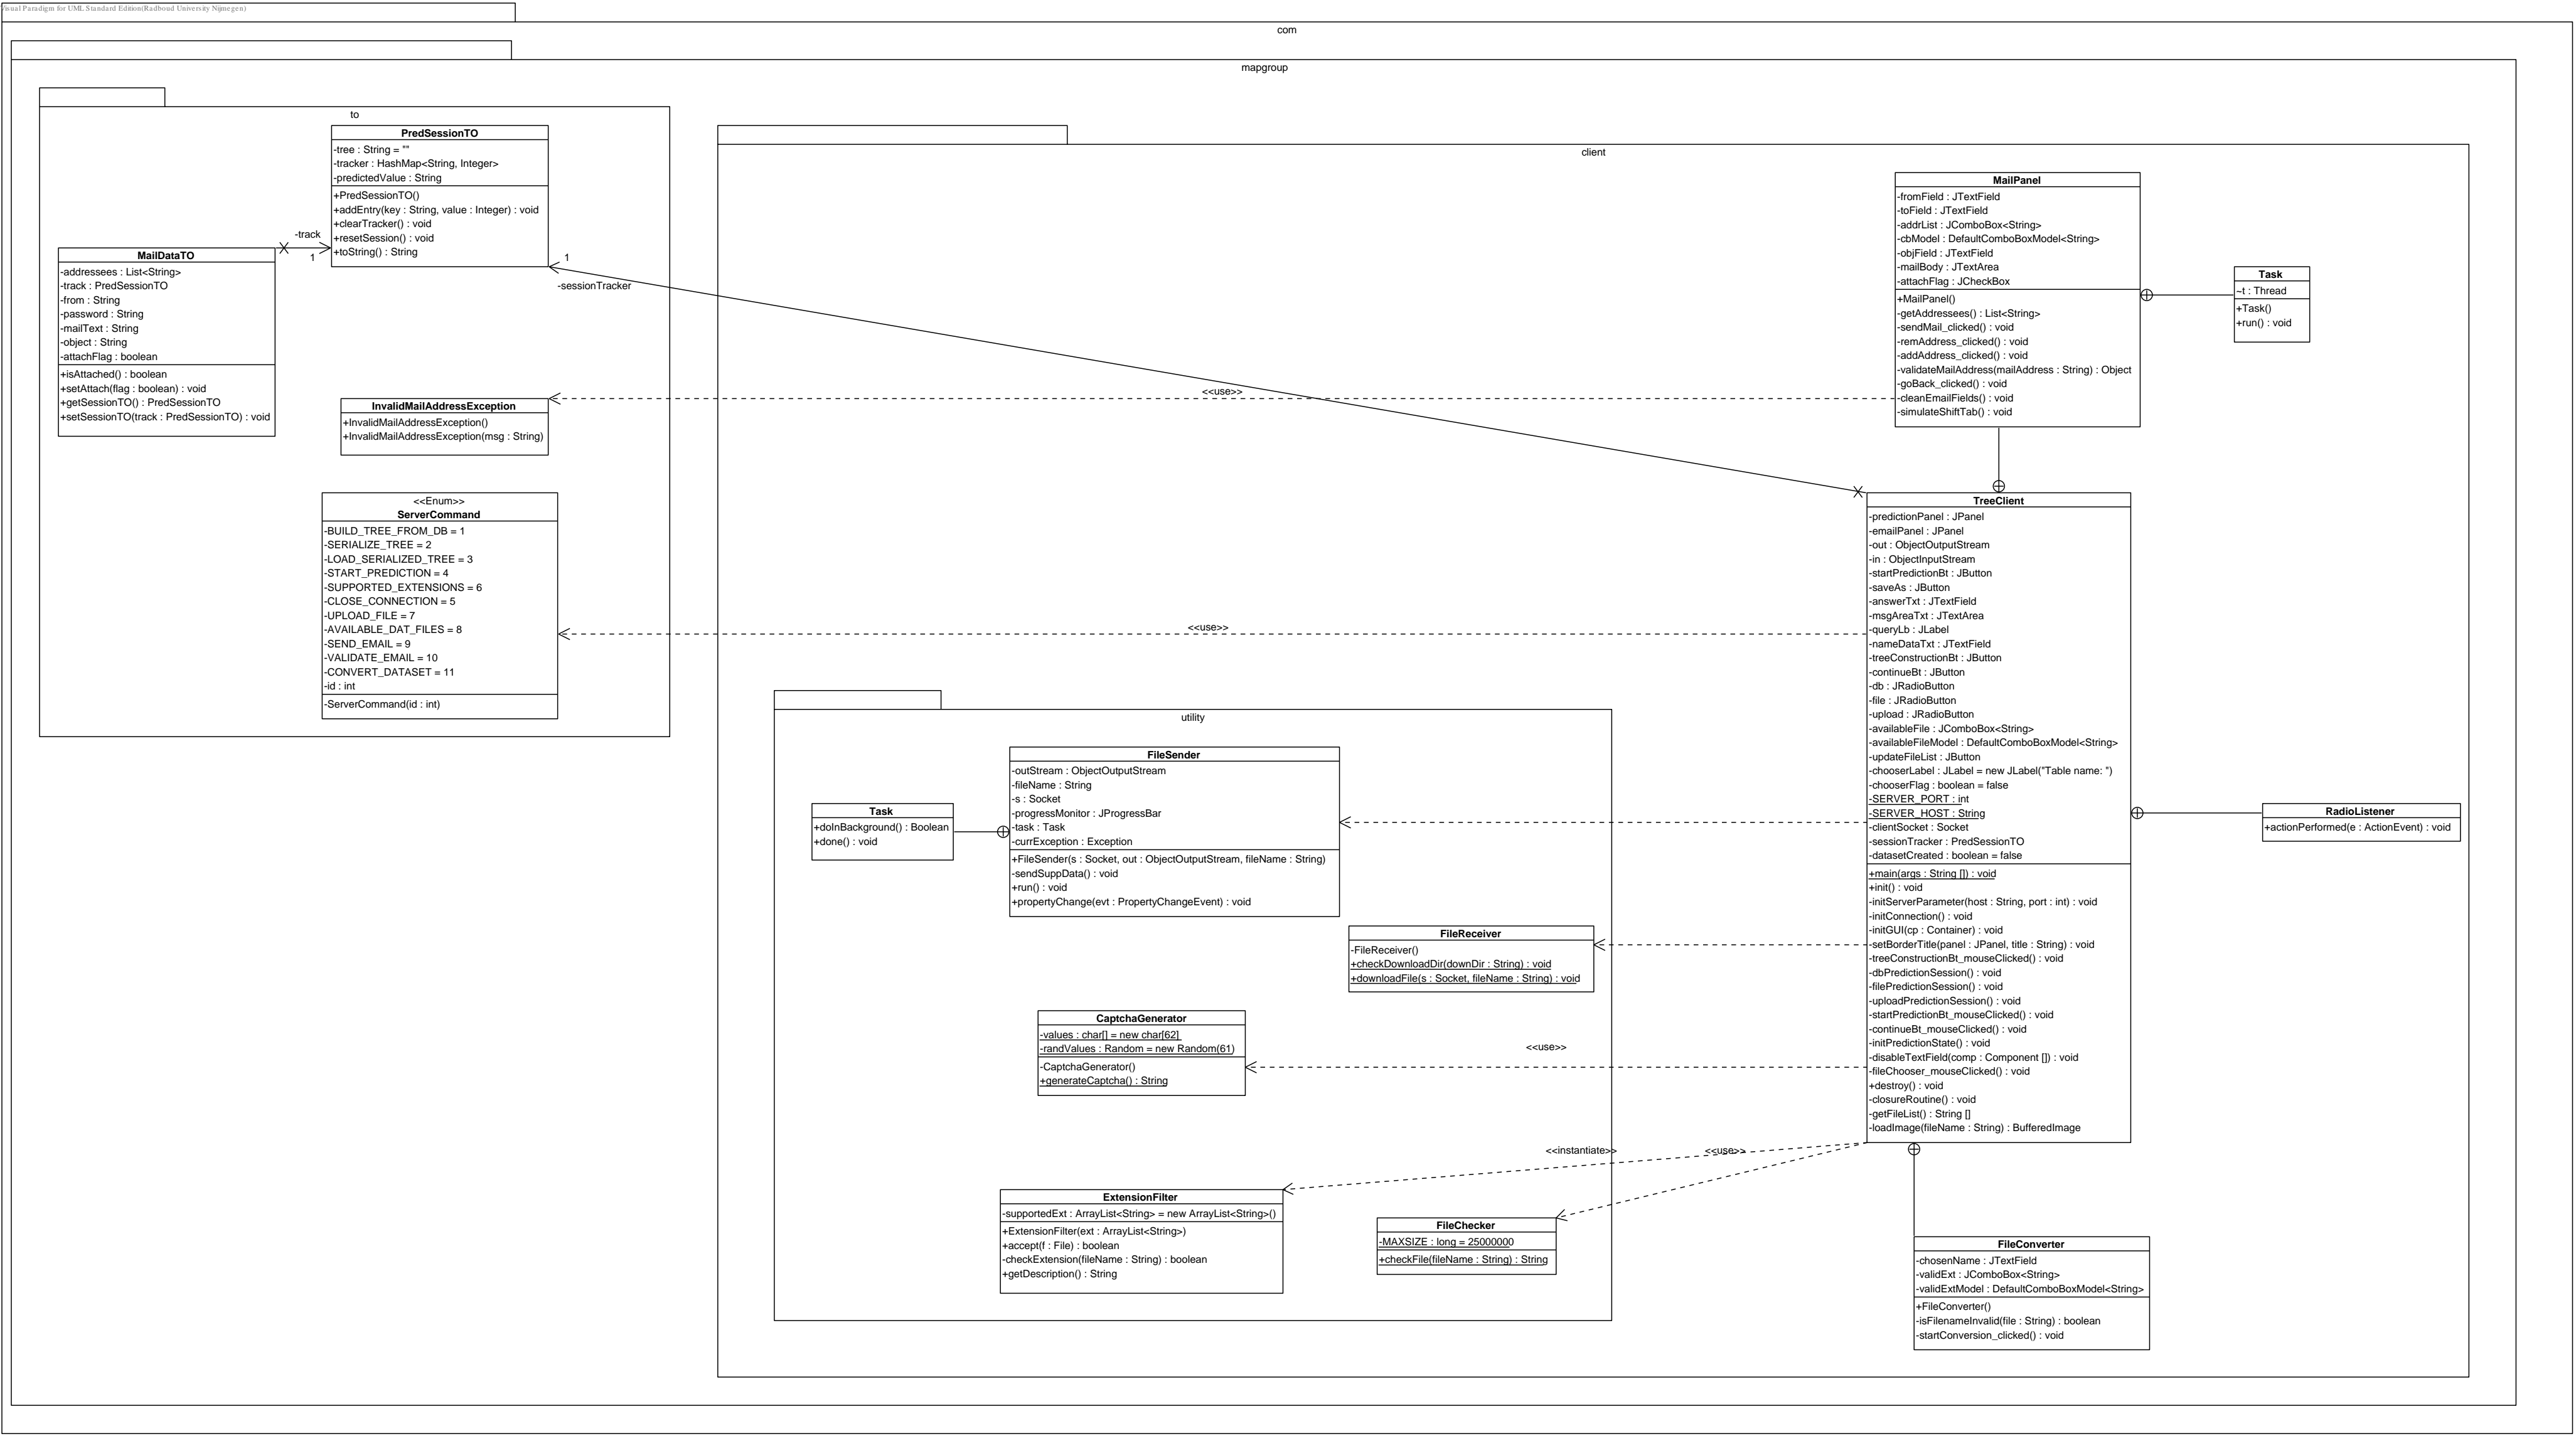 Visual Paradigm for UML Standard Edition(Radboud University Nijmegen)
com
mapgroup
to
PredSessionTO
-tree : String = ""
-tracker : HashMap<String, Integer>
-predictedValue : String
+PredSessionTO()
+addEntry(key : String, value : Integer) : void
+clearTracker() : void
+resetSession() : void
+toString() : String
-track
1
MailDataTO
-addressees : List<String>
-track : PredSessionTO
-from : String
-password : String
-mailText : String
-object : String
-attachFlag : boolean
+isAttached() : boolean
+setAttach(flag : boolean) : void
+getSessionTO() : PredSessionTO
+setSessionTO(track : PredSessionTO) : void
1
-sessionTracker
InvalidMailAddressException
+InvalidMailAddressException()
+InvalidMailAddressException(msg : String)
<<Enum>>
ServerCommand
-BUILD_TREE_FROM_DB = 1
-SERIALIZE_TREE = 2
-LOAD_SERIALIZED_TREE = 3
-START_PREDICTION = 4
-SUPPORTED_EXTENSIONS = 6
-CLOSE_CONNECTION = 5
-UPLOAD_FILE = 7
-AVAILABLE_DAT_FILES = 8
-SEND_EMAIL = 9
-VALIDATE_EMAIL = 10
-CONVERT_DATASET = 11
-id : int
-ServerCommand(id : int)
client
MailPanel
-fromField : JTextField
-toField : JTextField
-addrList : JComboBox<String>
-cbModel : DefaultComboBoxModel<String>
-objField : JTextField
-mailBody : JTextArea
-attachFlag : JCheckBox
+MailPanel()
-getAddressees() : List<String>
-sendMail_clicked() : void
-remAddress_clicked() : void
-addAddress_clicked() : void
-validateMailAddress(mailAddress : String) : Object
-goBack_clicked() : void
-cleanEmailFields() : void
-simulateShiftTab() : void
Task
~t : Thread
+Task()
+run() : void
<<use>>
<<use>>
TreeClient
-predictionPanel : JPanel
-emailPanel : JPanel
-out : ObjectOutputStream
-in : ObjectInputStream
-startPredictionBt : JButton
-saveAs : JButton
-answerTxt : JTextField
-msgAreaTxt : JTextArea
-queryLb : JLabel
-nameDataTxt : JTextField
-treeConstructionBt : JButton
-continueBt : JButton
-db : JRadioButton
-file : JRadioButton
-upload : JRadioButton
-availableFile : JComboBox<String>
-availableFileModel : DefaultComboBoxModel<String>
-updateFileList : JButton
-chooserLabel : JLabel = new JLabel("Table name: ")
-chooserFlag : boolean = false
-SERVER_PORT : int
-SERVER_HOST : String
-clientSocket : Socket
-sessionTracker : PredSessionTO
-datasetCreated : boolean = false
+main(args : String []) : void
+init() : void
-initServerParameter(host : String, port : int) : void
-initConnection() : void
-initGUI(cp : Container) : void
-setBorderTitle(panel : JPanel, title : String) : void
-treeConstructionBt_mouseClicked() : void
-dbPredictionSession() : void
-filePredictionSession() : void
-uploadPredictionSession() : void
-startPredictionBt_mouseClicked() : void
-continueBt_mouseClicked() : void
-initPredictionState() : void
-disableTextField(comp : Component []) : void
-fileChooser_mouseClicked() : void
+destroy() : void
-closureRoutine() : void
-getFileList() : String []
-loadImage(fileName : String) : BufferedImage
RadioListener
+actionPerformed(e : ActionEvent) : void
utility
FileSender
-outStream : ObjectOutputStream
-fileName : String
-s : Socket
-progressMonitor : JProgressBar
-task : Task
-currException : Exception
+FileSender(s : Socket, out : ObjectOutputStream, fileName : String)
-sendSuppData() : void
+run() : void
+propertyChange(evt : PropertyChangeEvent) : void
Task
+doInBackground() : Boolean
+done() : void
FileReceiver
-FileReceiver()
+checkDownloadDir(downDir : String) : void
+downloadFile(s : Socket, fileName : String) : void
CaptchaGenerator
-values : char[] = new char[62]
-randValues : Random = new Random(61)
-CaptchaGenerator()
+generateCaptcha() : String
<<use>>
<<instantiate>>
<<use>>
ExtensionFilter
-supportedExt : ArrayList<String> = new ArrayList<String>()
+ExtensionFilter(ext : ArrayList<String>)
+accept(f : File) : boolean
-checkExtension(fileName : String) : boolean
+getDescription() : String
FileChecker
-MAXSIZE : long = 25000000
+checkFile(fileName : String) : String
FileConverter
-chosenName : JTextField
-validExt : JComboBox<String>
-validExtModel : DefaultComboBoxModel<String>
+FileConverter()
-isFilenameInvalid(file : String) : boolean
-startConversion_clicked() : void